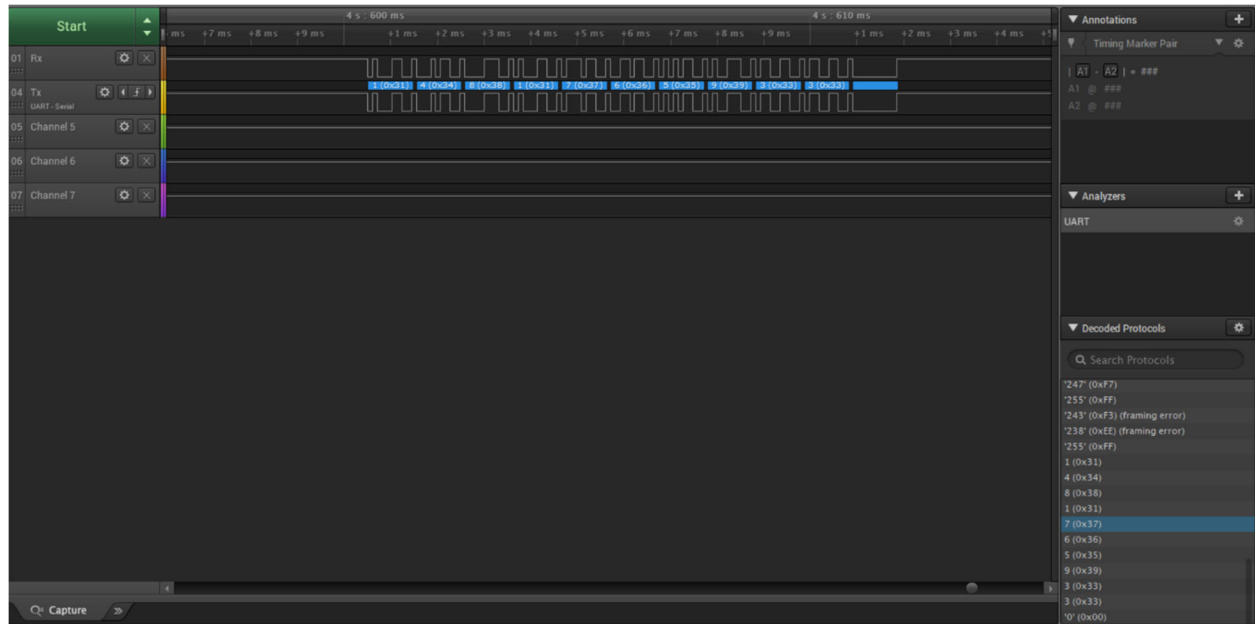 Start
4 s : 600 ms
4 s : 610 ms
ms +7 ms +8 ms +9 ms +1 ms +2 ms +3 ms +4 ms +5 ms +6 ms +7 ms +8 ms +9 ms +1 ms +2 ms +3 ms +4 ms
01 Rx
04 Tx
UART - Serial
1 (0x31) 4 (0x34) 8 (0x38) 1 (0x31) 7 (0x37) 6 (0x36) 5 (0x35) 9 (0x39) 3 (0x33) 3 (0x33)
05 Channel 5
06 Channel 6
07 Channel 7
Capture
Annotations
Timing Marker Pair
| A1 - A2 | = ###
A1 @ ###
A2 @ ###
Analyzers
UART
Decoded Protocols
Search Protocols
'247' (0xF7)
'255' (0xFF)
'243' (0xF3) (framing error)
'238' (0xEE) (framing error)
'255' (0xFF)
1 (0x31)
4 (0x34)
8 (0x38)
1 (0x31)
7 (0x37)
6 (0x36)
5 (0x35)
9 (0x39)
3 (0x33)
3 (0x33)
'0' (0x00)